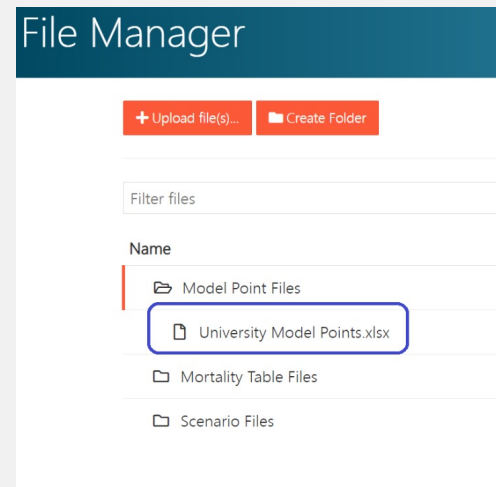 File Manager
Upload file(s)... Create Folder
Filter files
Name
Model Point Files
University Model Points.xlsx
Mortality Table Files
Scenario Files